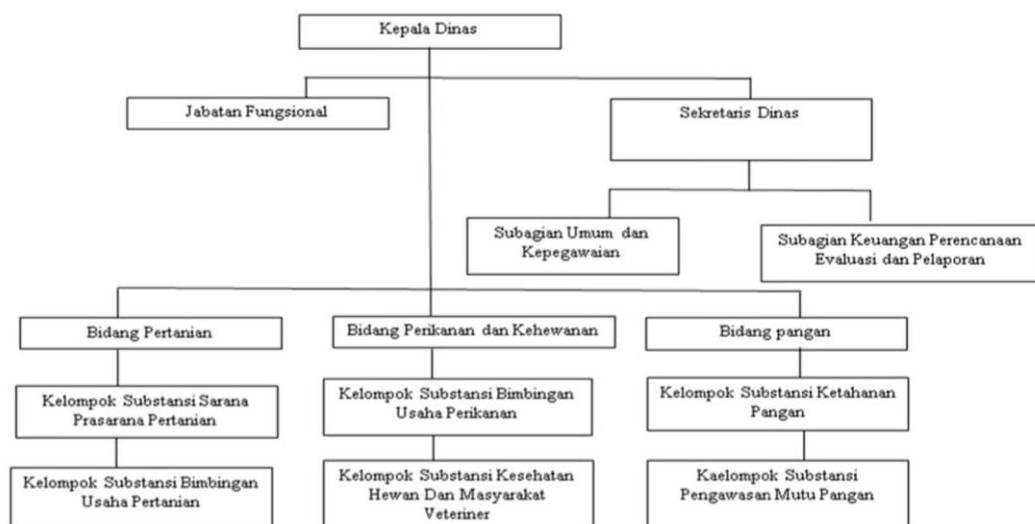 Kepala Dinas
Jabatan Fungsional
Sekretaris Dinas
Subagian Umum dan
Kepegawaian
Subagian Keuangan Perencanaan
Evaluasi dan Pelaporan
Bidang Pertanian
Bidang Perikanan dan Kehewanan
Bidang pangan
Kelompok Substansi Sarana
Prasarana Pertanian
Kelompok Substansi Bimbingan
Usaha Perikanan
Kelompok Substansi Ketahanan
Pangan
Kelompok Substansi Bimbingan
Usaha Pertanian
Kelompok Substansi Kesehatan
Hewan Dan Masyarakat
Veteriner
Kaelompok Substansi
Pengawasan Mutu Pangan